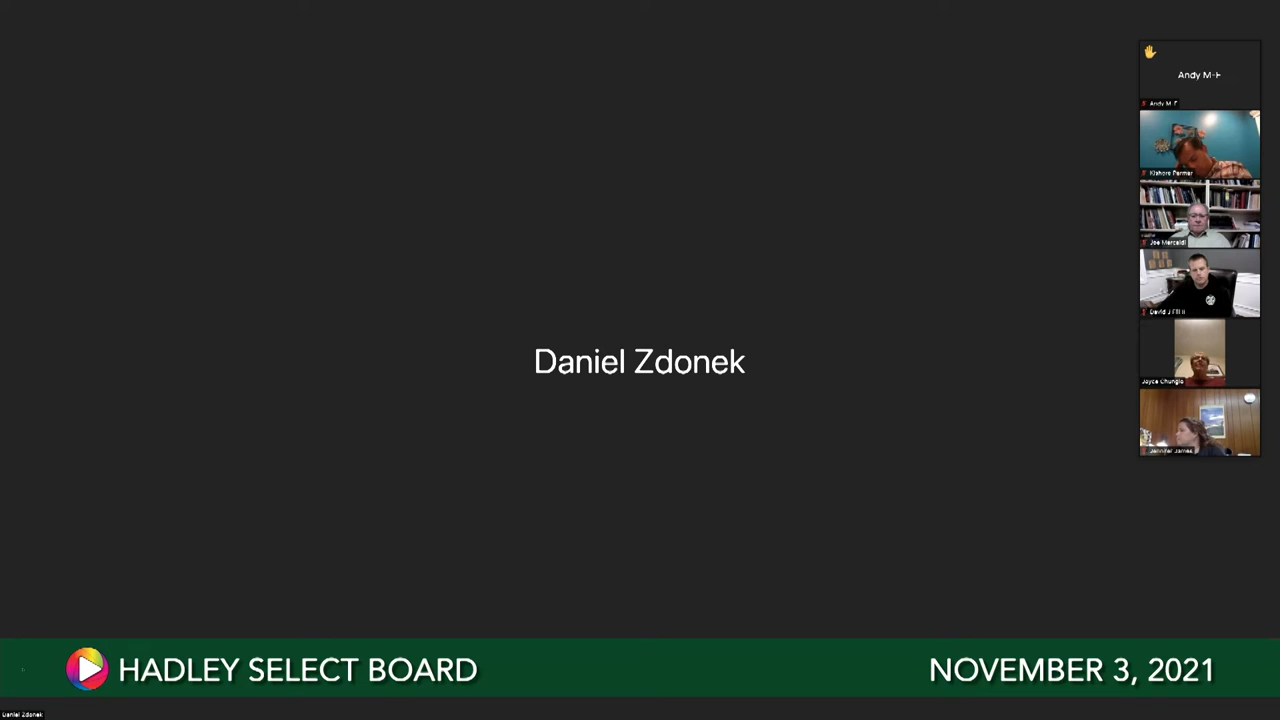 Andy M-F
Andy M-F
Kishore Parmar
Joe Mercaldi
David J Fill II
Daniel Zdonek
Joyce Chunglo
Jennifer James
HADLEY SELECT BOARD
NOVEMBER 3, 2021
Daniel Zdonek